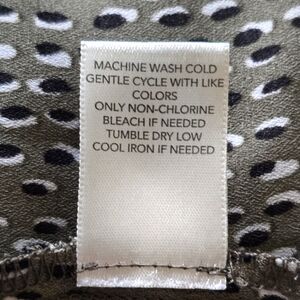 MACHINE WASH COLD
GENTLE CYCLE WITH LIKE
COLORS
ONLY NON-CHLORINE
BLEACH IF NEEDED
TUMBLE DRY LOW
COOL IRON IF NEEDED